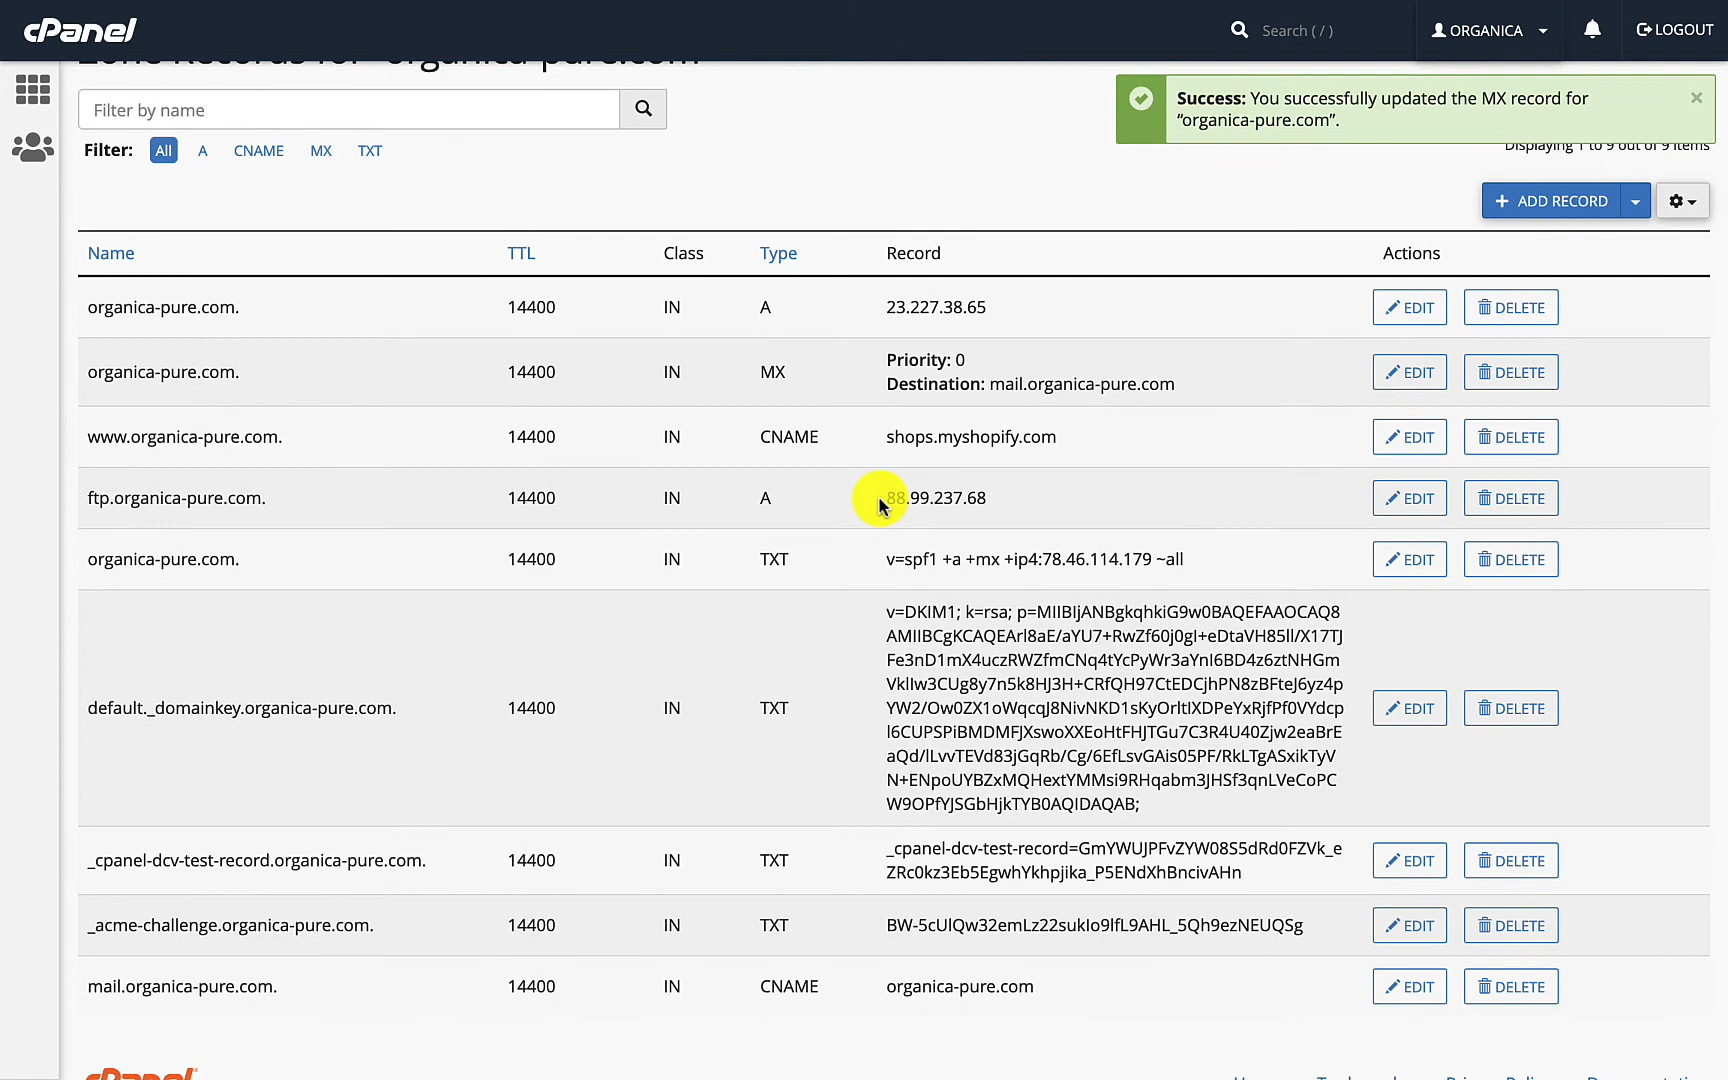 cPanel
Search ( / )
ORGANICA
LOGOUT
Zone Records for “organica-pure.com”
Filter by name
Success: You successfully updated the MX record for
“organica-pure.com”.
×
Filter: All A CNAME MX TXT
Displaying 1 to 9 out of 9 items
+ ADD RECORD
Name TTL Class Type Record Actions
organica-pure.com. 14400 IN A 23.227.38.65 EDIT DELETE
organica-pure.com. 14400 IN MX Priority: 0
Destination: mail.organica-pure.com EDIT DELETE
www.organica-pure.com. 14400 IN CNAME shops.myshopify.com EDIT DELETE
ftp.organica-pure.com. 14400 IN A 88.99.237.68 EDIT DELETE
organica-pure.com. 14400 IN TXT v=spf1 +a +mx +ip4:78.46.114.179 ~all EDIT DELETE
default._domainkey.organica-pure.com. 14400 IN TXT v=DKIM1; k=rsa; p=MIIBIjANBgkqhkiG9w0BAQEFAAOCAQ8
AMIIBCgKCAQEArl8aE/aYU7+RwZf60j0gI+eDtaVH85ll/X17TJ
Fe3nD1mX4uczRWZfmCNq4tYcPyWr3aYnI6BD4z6ztNHGm
VklIw3CUg8y7n5k8HJ3H+CRfQH97CtEDCjhPN8zBFteJ6yz4p
YW2/Ow0ZX1oWqcqJ8NivNKD1sKyOrltIXDPeYxRjfPf0VYdcp
l6CUPSPiBMDMFJXswoXXEoHtFHJTGu7C3R4U40Zjw2eaBrE
aQd/lLvvTEVd83jGqRb/Cg/6EfLsvGAis05PF/RkLTgASxikTyV
N+ENpoUYBZxMQHextYMMsi9RHqabm3JHSf3qnLVeCoPC
W9OPfYJSGbHjkTYB0AQIDAQAB; EDIT DELETE
_cpanel-dcv-test-record.organica-pure.com. 14400 IN TXT _cpanel-dcv-test-record=GmYWUJPFvZYW08S5dRd0FZVk_e
ZRc0kz3Eb5EgwhYkhpjika_P5ENdXhBncivAHn EDIT DELETE
_acme-challenge.organica-pure.com. 14400 IN TXT BW-5cUlQw32emLz22sukIo9lfL9AHL_5Qh9ezNEUQSg EDIT DELETE
mail.organica-pure.com. 14400 IN CNAME organica-pure.com EDIT DELETE
cPanel